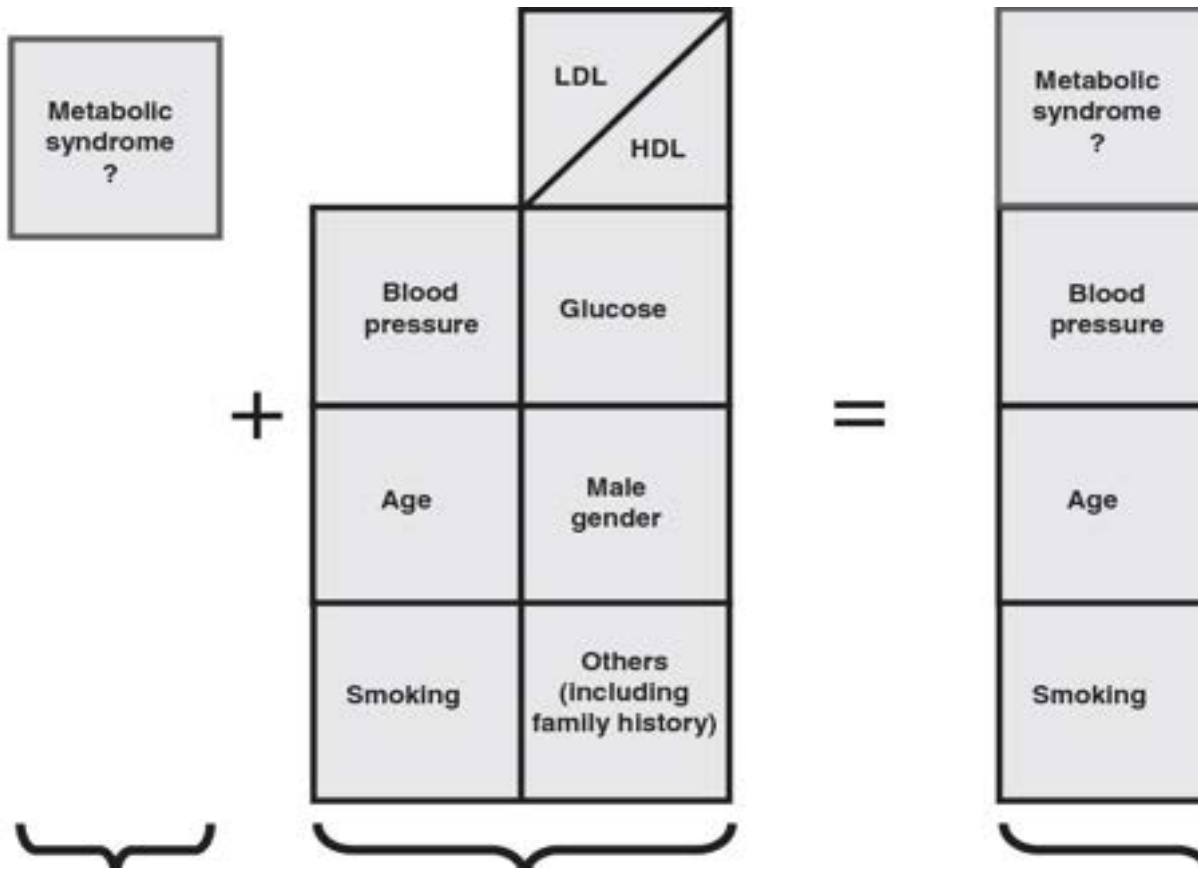 Metabolic
syndrome
?
+
LDL
HDL
Blood
pressure
Glucose
Age
Male
gender
Smoking
Others
(including
family history)
=
Metabolic
syndrome
?
Blood
pressure
Age
Smoking